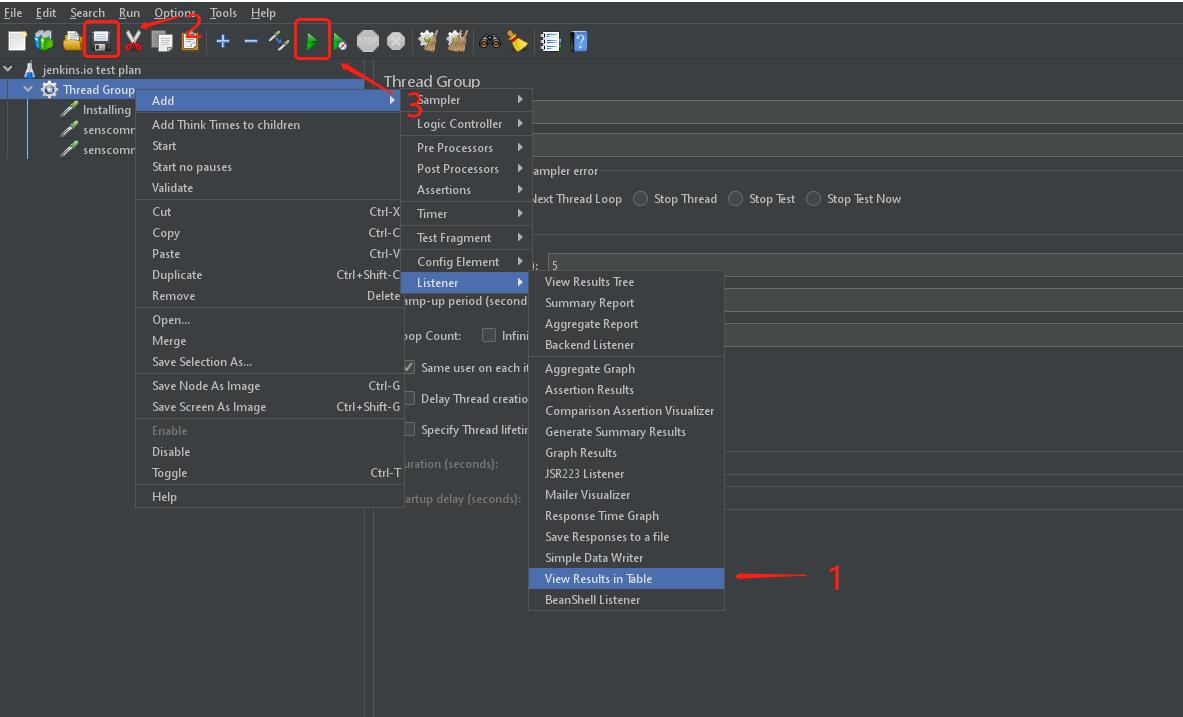 File Edit Search Run Options Tools Help
2
STOP
?
jenkins.io test plan
Thread Group
Thread Group
3
Installing
senscomm
senscomm
Add
Add Think Times to children
Start
Start no pauses
Validate
Cut Ctrl-X
Copy Ctrl-C
Paste Ctrl-V
Duplicate Ctrl+Shift-C
Remove Delete
Open...
Merge
Save Selection As...
Save Node As Image Ctrl-G
Save Screen As Image Ctrl+Shift-G
Enable
Disable
Toggle Ctrl-T
Help
Sampler
Logic Controller
Pre Processors
Post Processors
Assertions
Timer
Test Fragment
Config Element
Listener
ampler error
Next Thread Loop Stop Thread Stop Test Stop Test Now
): 5
amp-up period (second
oop Count: Infini
Same user on each it
Delay Thread creatio
Specify Thread lifetin
uration (seconds):
artup delay (seconds):
View Results Tree
Summary Report
Aggregate Report
Backend Listener
Aggregate Graph
Assertion Results
Comparison Assertion Visualizer
Generate Summary Results
Graph Results
JSR223 Listener
Mailer Visualizer
Response Time Graph
Save Responses to a file
Simple Data Writer
View Results in Table
1
BeanShell Listener